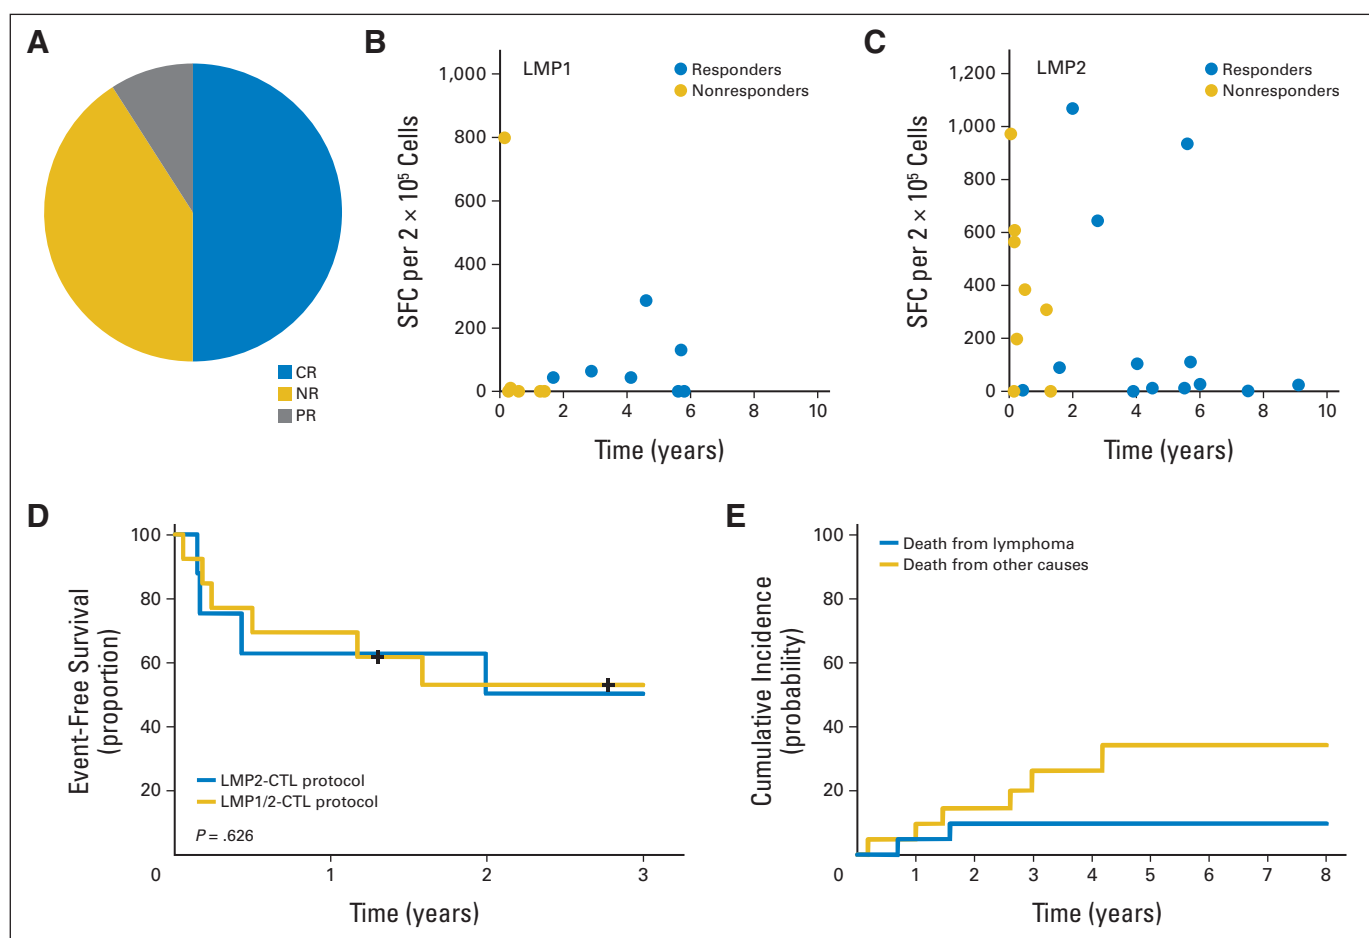 A
CR
NR
PR
B
LMP1
Responders
Nonresponders
SFC per 2 × 10⁵ Cells
1,000
800
600
400
200
0
0 2 4 6 8 10
Time (years)
C
LMP2
Responders
Nonresponders
SFC per 2 × 10⁵ Cells
1,200
1,000
800
600
400
200
0
0 2 4 6 8 10
Time (years)
D
Event-Free Survival
(proportion)
100
80
60
40
20
LMP2-CTL protocol
LMP1/2-CTL protocol
P = .626
0 1 2 3
Time (years)
E
Death from lymphoma
Death from other causes
Cumulative Incidence
(probability)
100
80
60
40
20
0 1 2 3 4 5 6 7 8
Time (years)